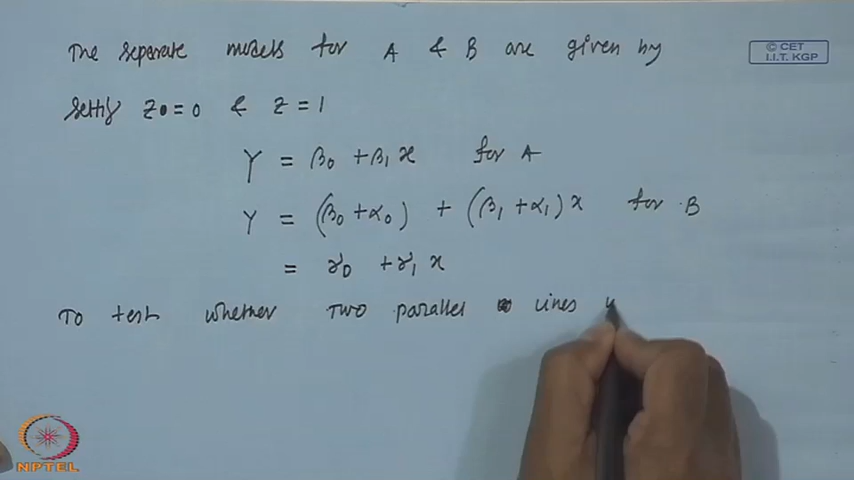 The separate models for A & B are given by
© CET
I.I.T. KGP
Z = 0 & Z = 1
Y = β₀ + β₁ x for A
Y = (β₀ + α₀) + (β₁ + α₁) x for B
= γ₀ + γ₁ x
To test whether two parallel lines
NPTEL